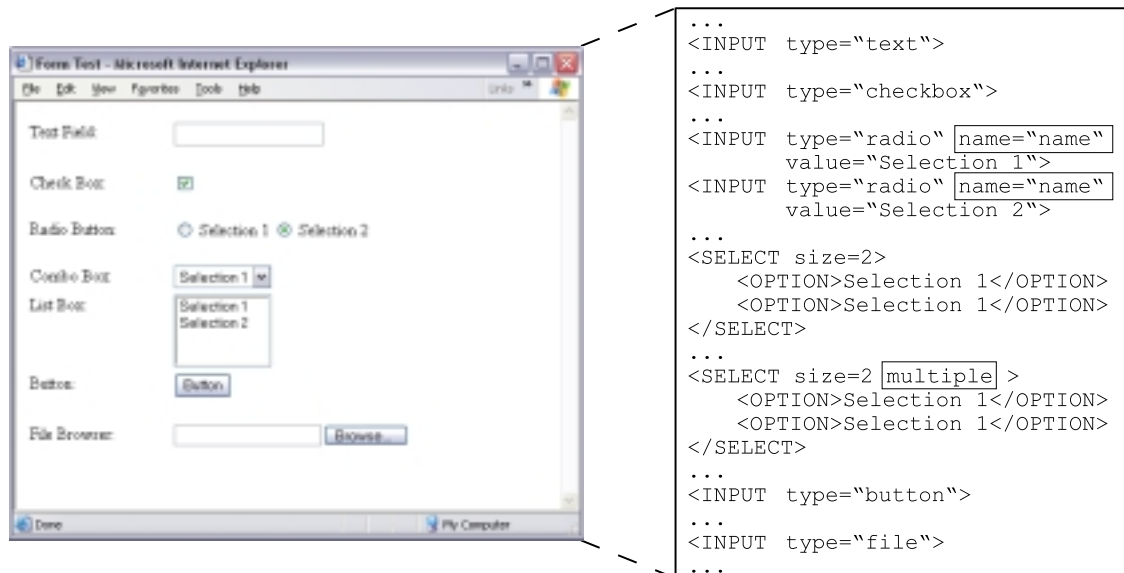 Form Test - Microsoft Internet Explorer
File Edit View Favorites Tools Help Links »
Text Field:
Check Box:
Radio Button: Selection 1 Selection 2
Combo Box: Selection 1
List Box: Selection 1
Selection 2
Button: Button
File Browser: Browse...
Done My Computer
...
<INPUT type=“text“>
...
<INPUT type=“checkbox“>
...
<INPUT type=“radio“ name=“name“
value=“Selection 1“>
<INPUT type=“radio“ name=“name“
value=“Selection 2“>
...
<SELECT size=2>
<OPTION>Selection 1</OPTION>
<OPTION>Selection 1</OPTION>
</SELECT>
...
<SELECT size=2 multiple >
<OPTION>Selection 1</OPTION>
<OPTION>Selection 1</OPTION>
</SELECT>
...
<INPUT type=“button“>
...
<INPUT type=“file“>
...